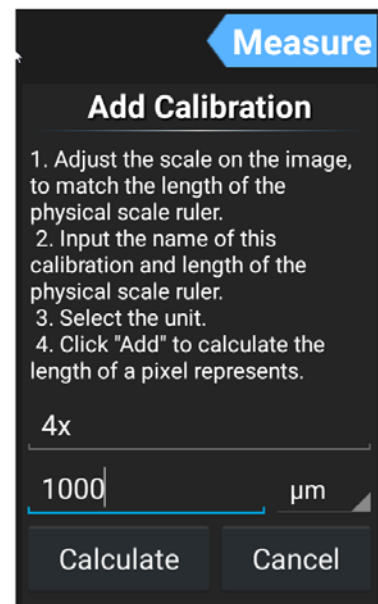 Measure
Add Calibration
1. Adjust the scale on the image,
to match the length of the
physical scale ruler.
2. Input the name of this
calibration and length of the
physical scale ruler.
3. Select the unit.
4. Click "Add" to calculate the
length of a pixel represents.
4x
1000 μm
Calculate Cancel